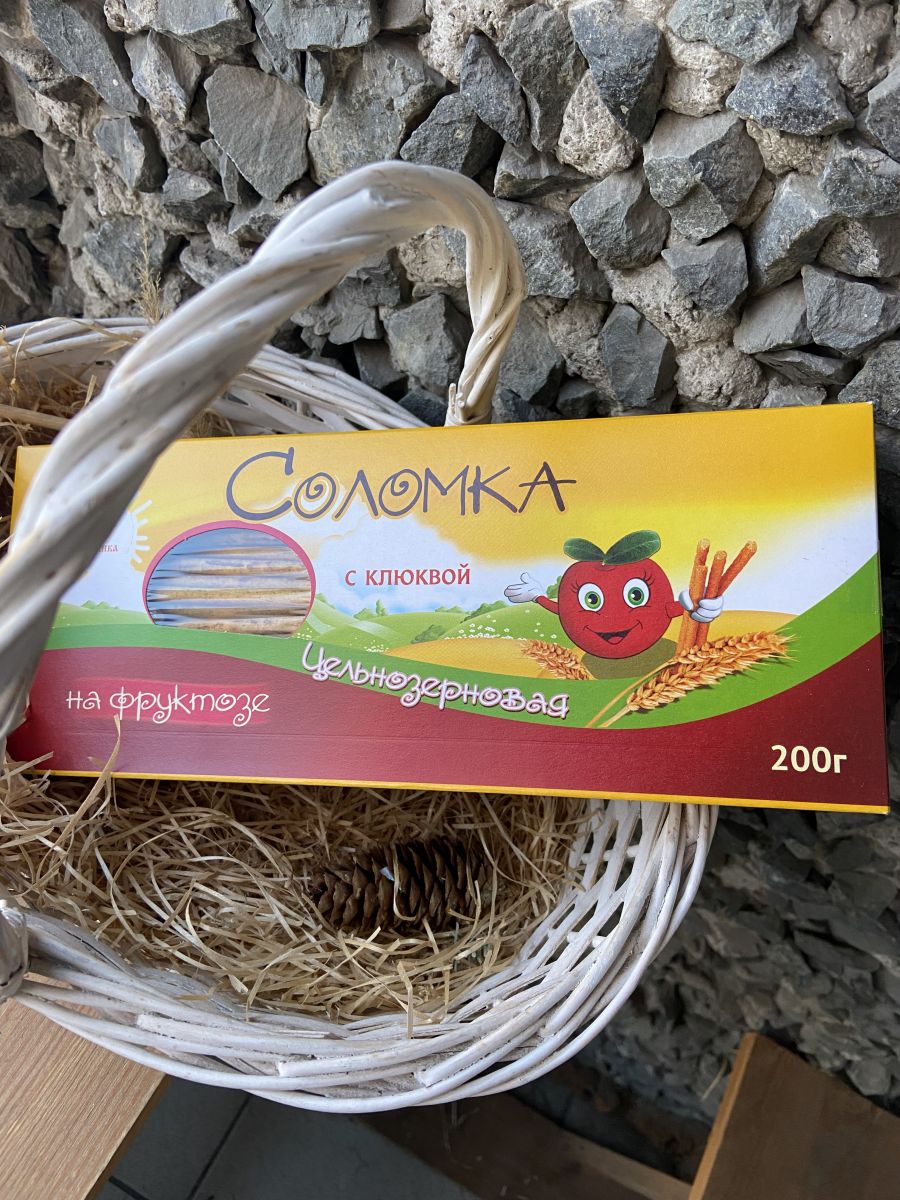 Соломка
с клюквой
Цельнозерновая
на фруктозе
200г